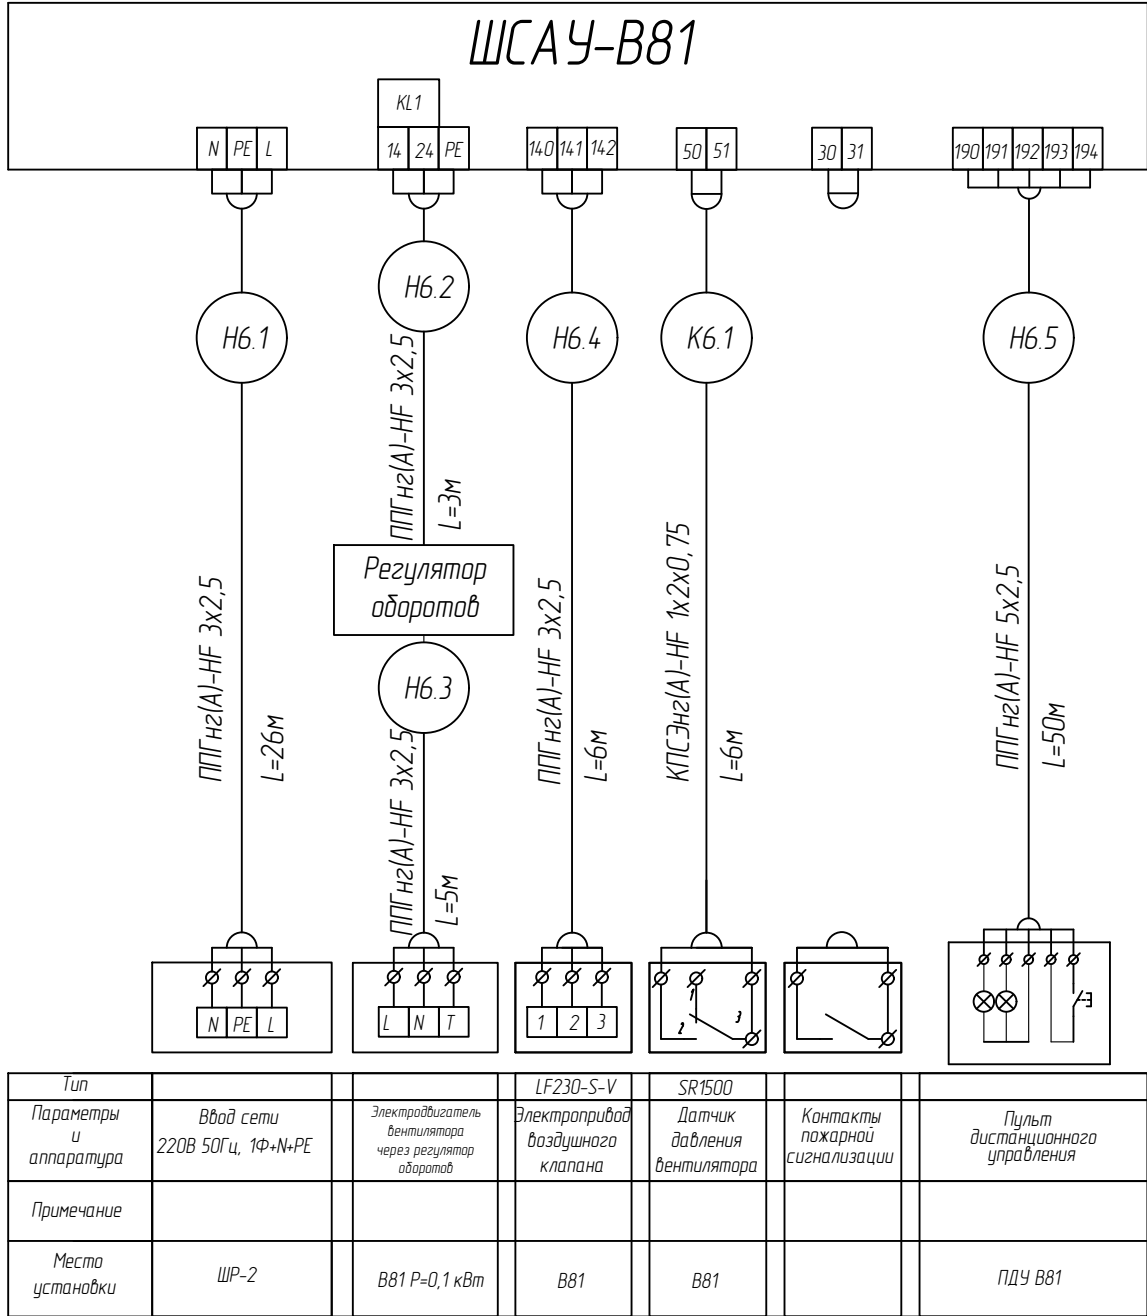 ШСАУ-В81
KL1
N PE L
14 24 PE
140 141 142
50 51
30 31
190 191 192 193 194
Н6.1
Н6.2
Н6.3
Н6.4
К6.1
Н6.5
ППГнг(А)-HF 3х2,5
L=26м
ППГнг(А)-HF 3х2,5
L=3м
Регулятор
оборотов
ППГнг(А)-HF 3х2,5
L=5м
ППГнг(А)-HF 3х2,5
L=6м
КПСЭнг(А)-HF 1х2х0,75
L=6м
ППГнг(А)-HF 5х2,5
L=50м
N PE L
L N T
1 2 3
1
2
3
Тип
LF230-S-V
SR1500
Параметры
и
аппаратура
Ввод сети
220В 50Гц, 1Ф+N+PE
Электродвигатель
вентилятора
через регулятор
оборотов
Электропривод
воздушного
клапана
Датчик
давления
вентилятора
Контакты
пожарной
сигнализации
Пульт
дистанционного
управления
Примечание
Место
установки
ШР-2
В81 Р=0,1 кВт
В81
В81
ПДУ В81